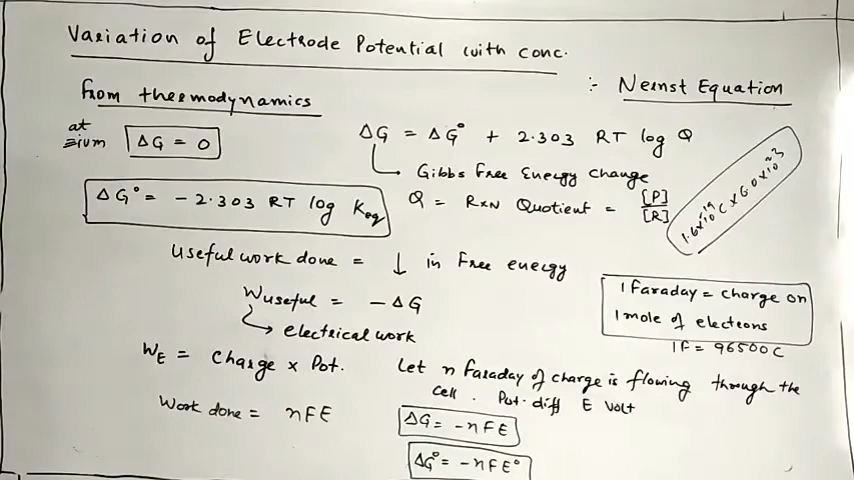 Variation of Electrode Potential with conc.
:- Nernst Equation
from thermodynamics
at
≡ium ΔG = 0
ΔG = ΔG° + 2.303 RT log Q
Gibbs Free Energy Change
ΔG° = - 2.303 RT log Keq
Q = RxN Quotient = [P]/[R]
1.6x10^-19 C x 6.0x10^23
Useful work done = ↓ in Free energy
Wuseful = - ΔG
electrical work
1 Faraday = charge on
1 mole of electrons
1F = 96500C
WE = Charge x Pot.
Let n Faraday of charge is flowing through the
cell. Pot. diff E Volt
Work done = nFE
ΔG = -nFE
ΔG° = -nFE°